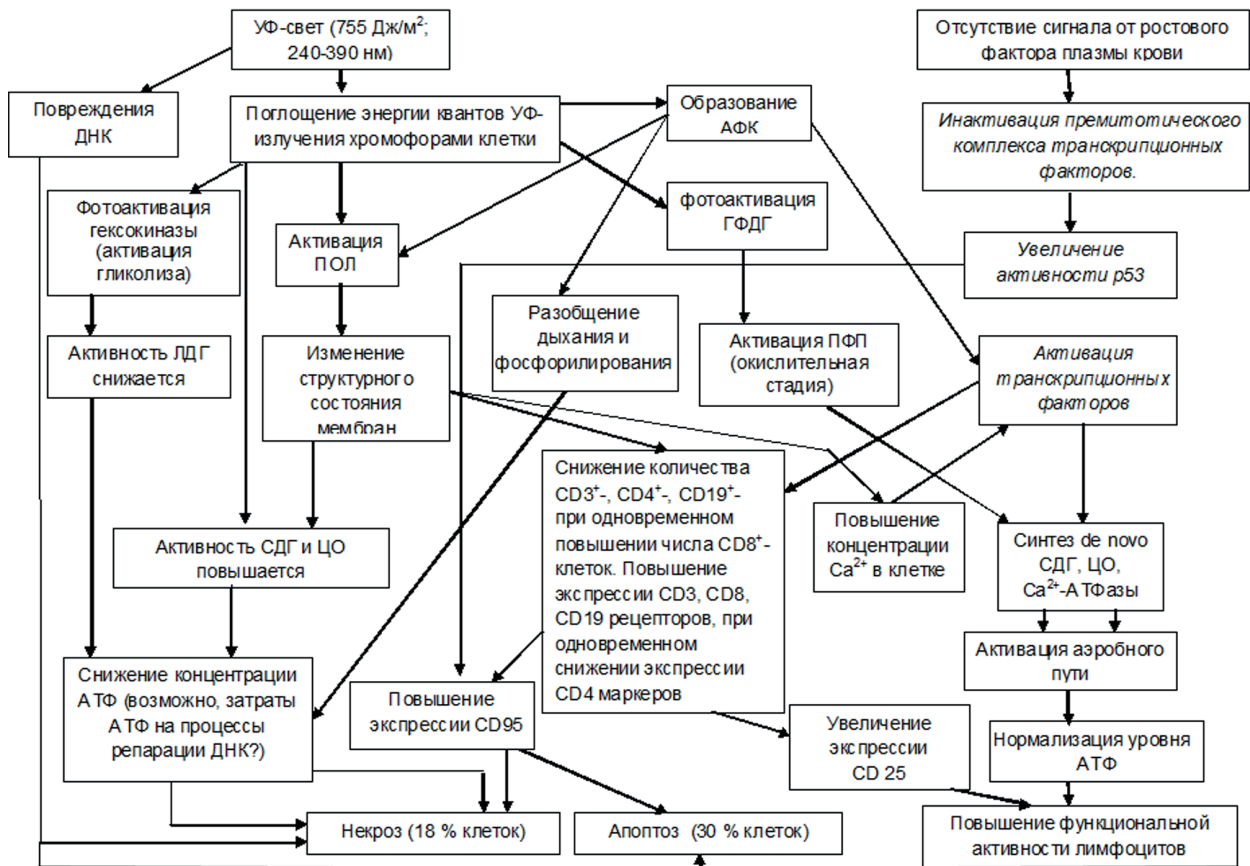 УФ-свет (755 Дж/м²;
240-390 нм)
Отсутствие сигнала от ростового
фактора плазмы крови
Повреждения
ДНК
Поглощение энергии квантов УФ-
излучения хромофорами клетки
Образование
АФК
Инактивация премитотического
комплекса транскрипционных
факторов.
Фотоактивация
гексокиназы
(активация
гликолиза)
Активация
ПОЛ
фотоактивация
ГФДГ
Увеличение
активности р53
Разобщение
дыхания и
фосфорилирования
Активность ЛДГ
снижается
Изменение
структурного
состояния
мембран
Активация ПФП
(окислительная
стадия)
Активация
транскрипционных
факторов
Снижение количества
CD3⁺-, CD4⁺-, CD19⁺-
при одновременном
повышении числа CD8⁺-
клеток. Повышение
экспрессии CD3, CD8,
CD19 рецепторов, при
одновременном
снижении экспрессии
CD4 маркеров
Повышение
концентрации
Ca²⁺ в клетке
Активность СДГ и ЦО
повышается
Синтез de novo
СДГ, ЦО,
Ca²⁺-АТФазы
Активация аэробного
пути
Снижение концентрации
АТФ (возможно, затраты
АТФ на процессы
репарации ДНК?)
Повышение
экспрессии CD95
Увеличение
экспрессии
CD 25
Нормализация уровня
АТФ
Некроз (18 % клеток)
Апоптоз (30 % клеток)
Повышение функциональной
активности лимфоцитов